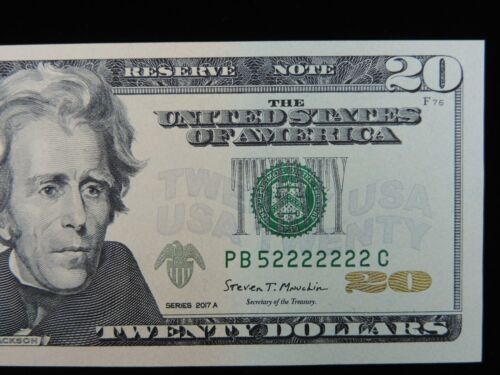 RESERVE NOTE 20
F 76
THE
UNITED STATES
OF AMERICA
TWENTY USA
USA TWENTY
PB 52222222 C
Steven T. Mnuchin 20
SERIES 2017 A Secretary of the Treasury.
JACKSON
TWENTY DOLLARS